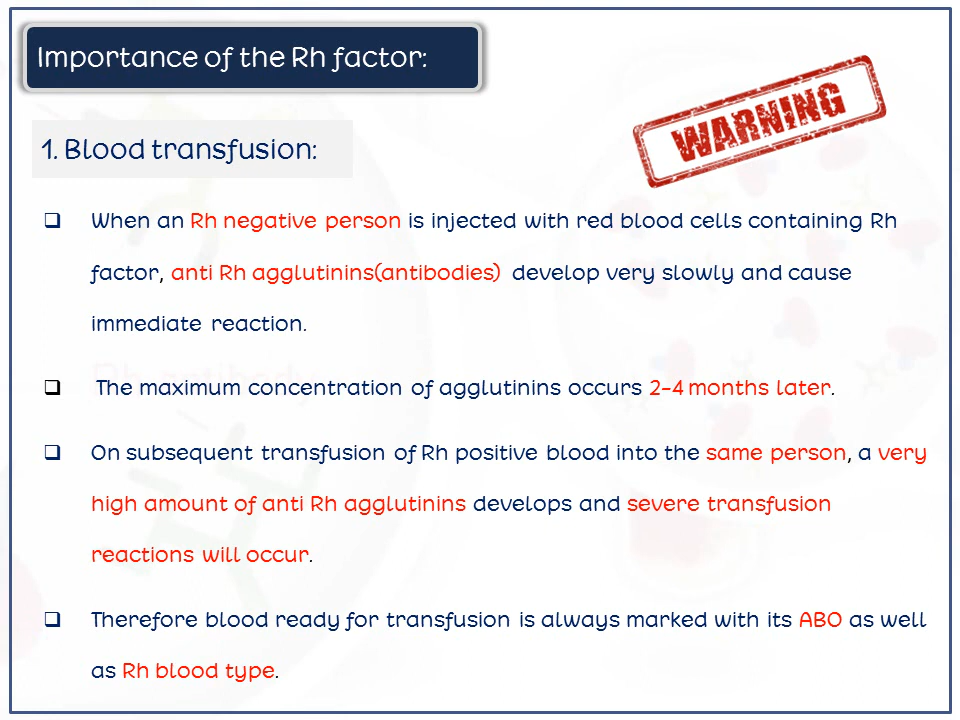 Importance of the Rh factor:
WARNING
1. Blood transfusion:
❑ When an Rh negative person is injected with red blood cells containing Rh
factor, anti Rh agglutinins(antibodies) develop very slowly and cause
immediate reaction.
❑ The maximum concentration of agglutinins occurs 2-4 months later.
❑ On subsequent transfusion of Rh positive blood into the same person, a very
high amount of anti Rh agglutinins develops and severe transfusion
reactions will occur.
❑ Therefore blood ready for transfusion is always marked with its ABO as well
as Rh blood type.